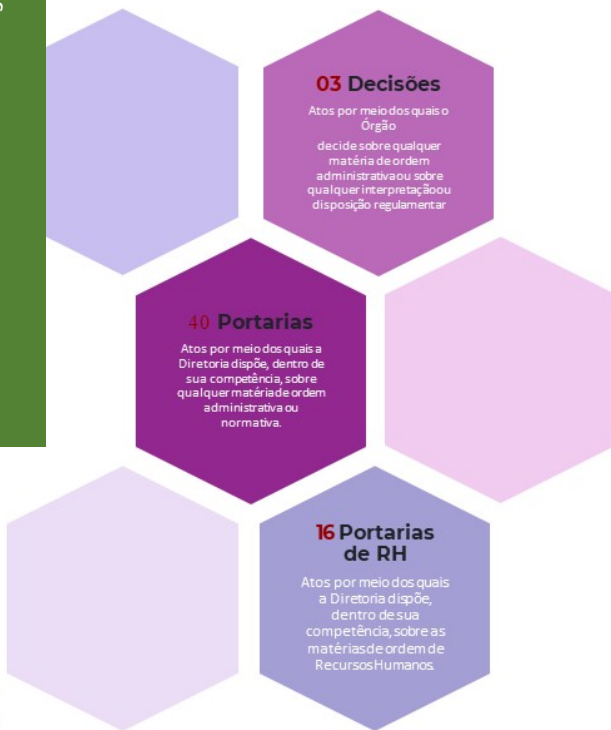 03 Decisões
Atos por meio dos quais o
Órgão
decide sobre qualquer
matéria de ordem
administrativa ou sobre
qualquer interpretação ou
disposição regulamentar
40 Portarias
Atos por meio dos quais a
Diretoria dispõe, dentro de
sua competência, sobre
qualquer matéria de ordem
administrativa ou
normativa.
16 Portarias
de RH
Atos por meio dos quais
a Diretoria dispõe,
dentro de sua
competência, sobre as
matérias de ordem de
Recursos Humanos.